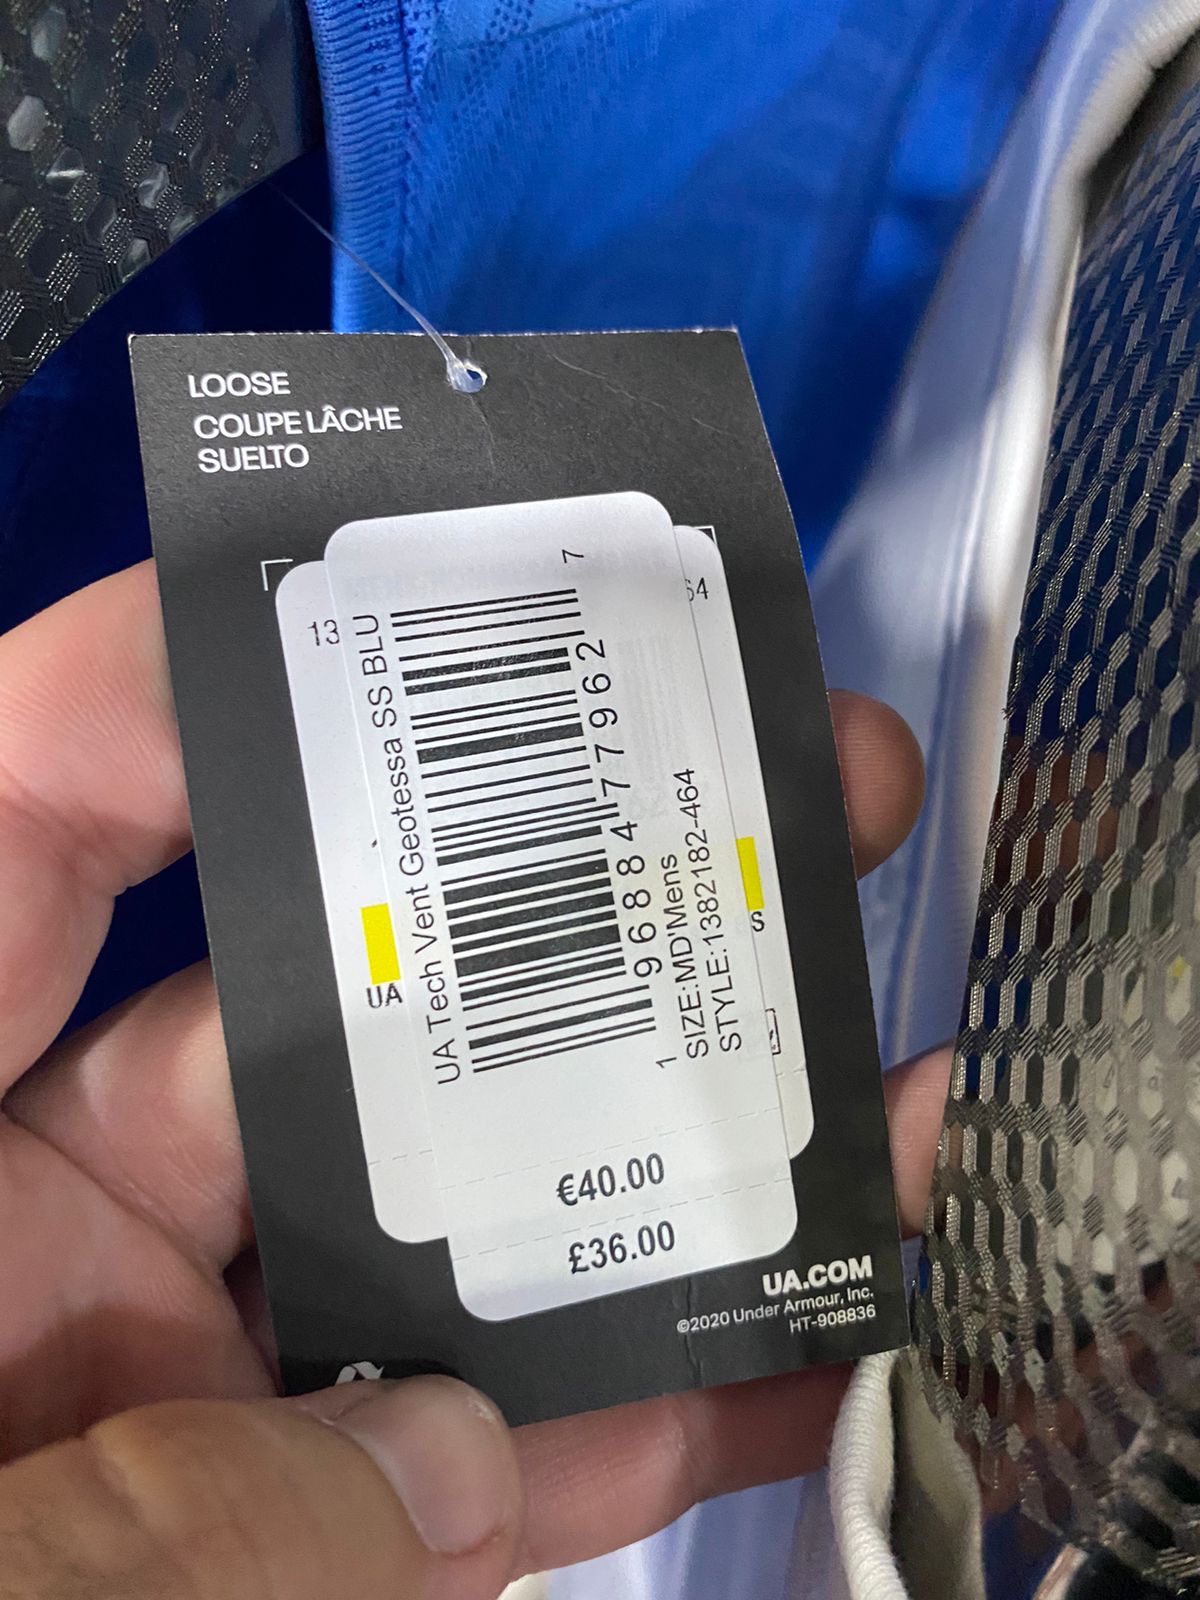 LOOSE
COUPE LÂCHE
SUELTO
13
64
UA Tech Vent Geotessa SS BLU
1 96884 77962 7
SIZE:MD'Mens
STYLE:1382182-464
UA
S
€40.00
£36.00
UA.COM
©2020 Under Armour, Inc.
HT-908836